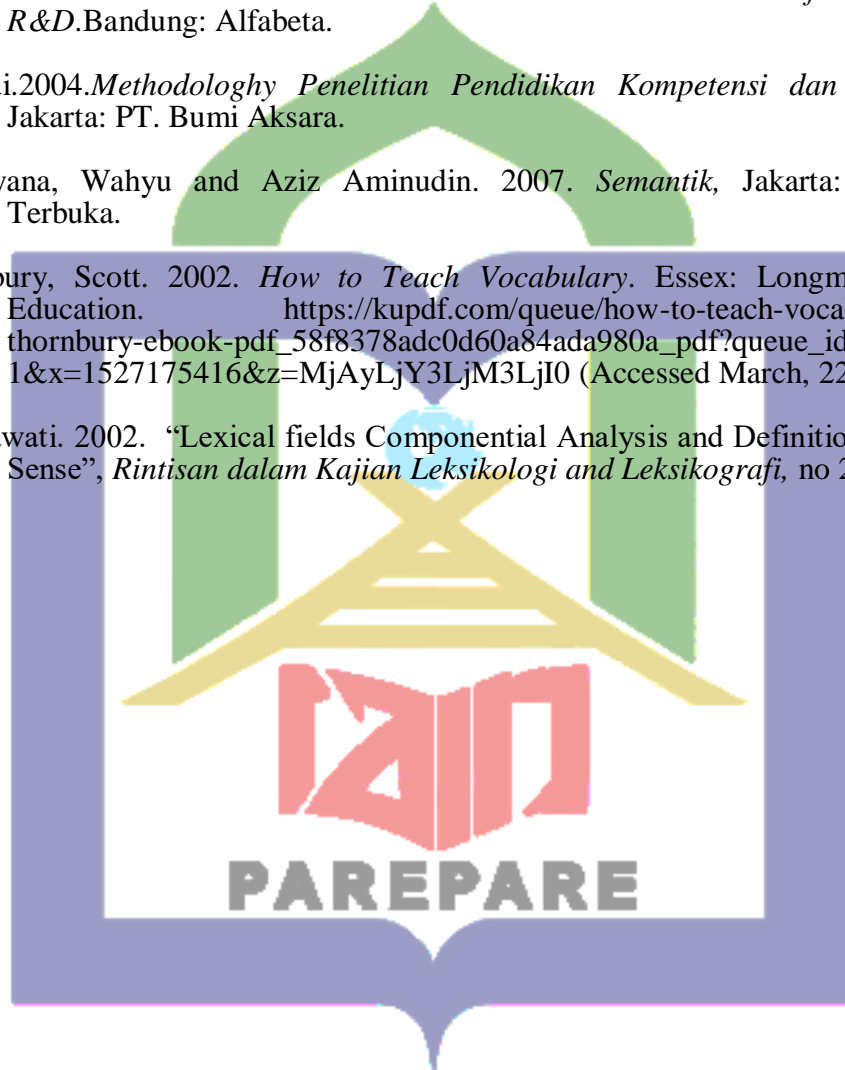 R&D.Bandung: Alfabeta.
i.2004.Methodologhy Penelitian Pendidikan Kompetensi dan
Jakarta: PT. Bumi Aksara.
yana, Wahyu and Aziz Aminudin. 2007. Semantik, Jakarta:
Terbuka.
bury, Scott. 2002. How to Teach Vocabulary. Essex: Longm
Education. https://kupdf.com/queue/how-to-teach-voca
thornbury-ebook-pdf_58f8378adc0d60a84ada980a_pdf?queue_id
1&x=1527175416&z=MjAyLjY3LjM3LjI0 (Accessed March, 22
wati. 2002. “Lexical fields Componential Analysis and Definitio
Sense”, Rintisan dalam Kajian Leksikologi and Leksikografi, no 2
PAREPARE